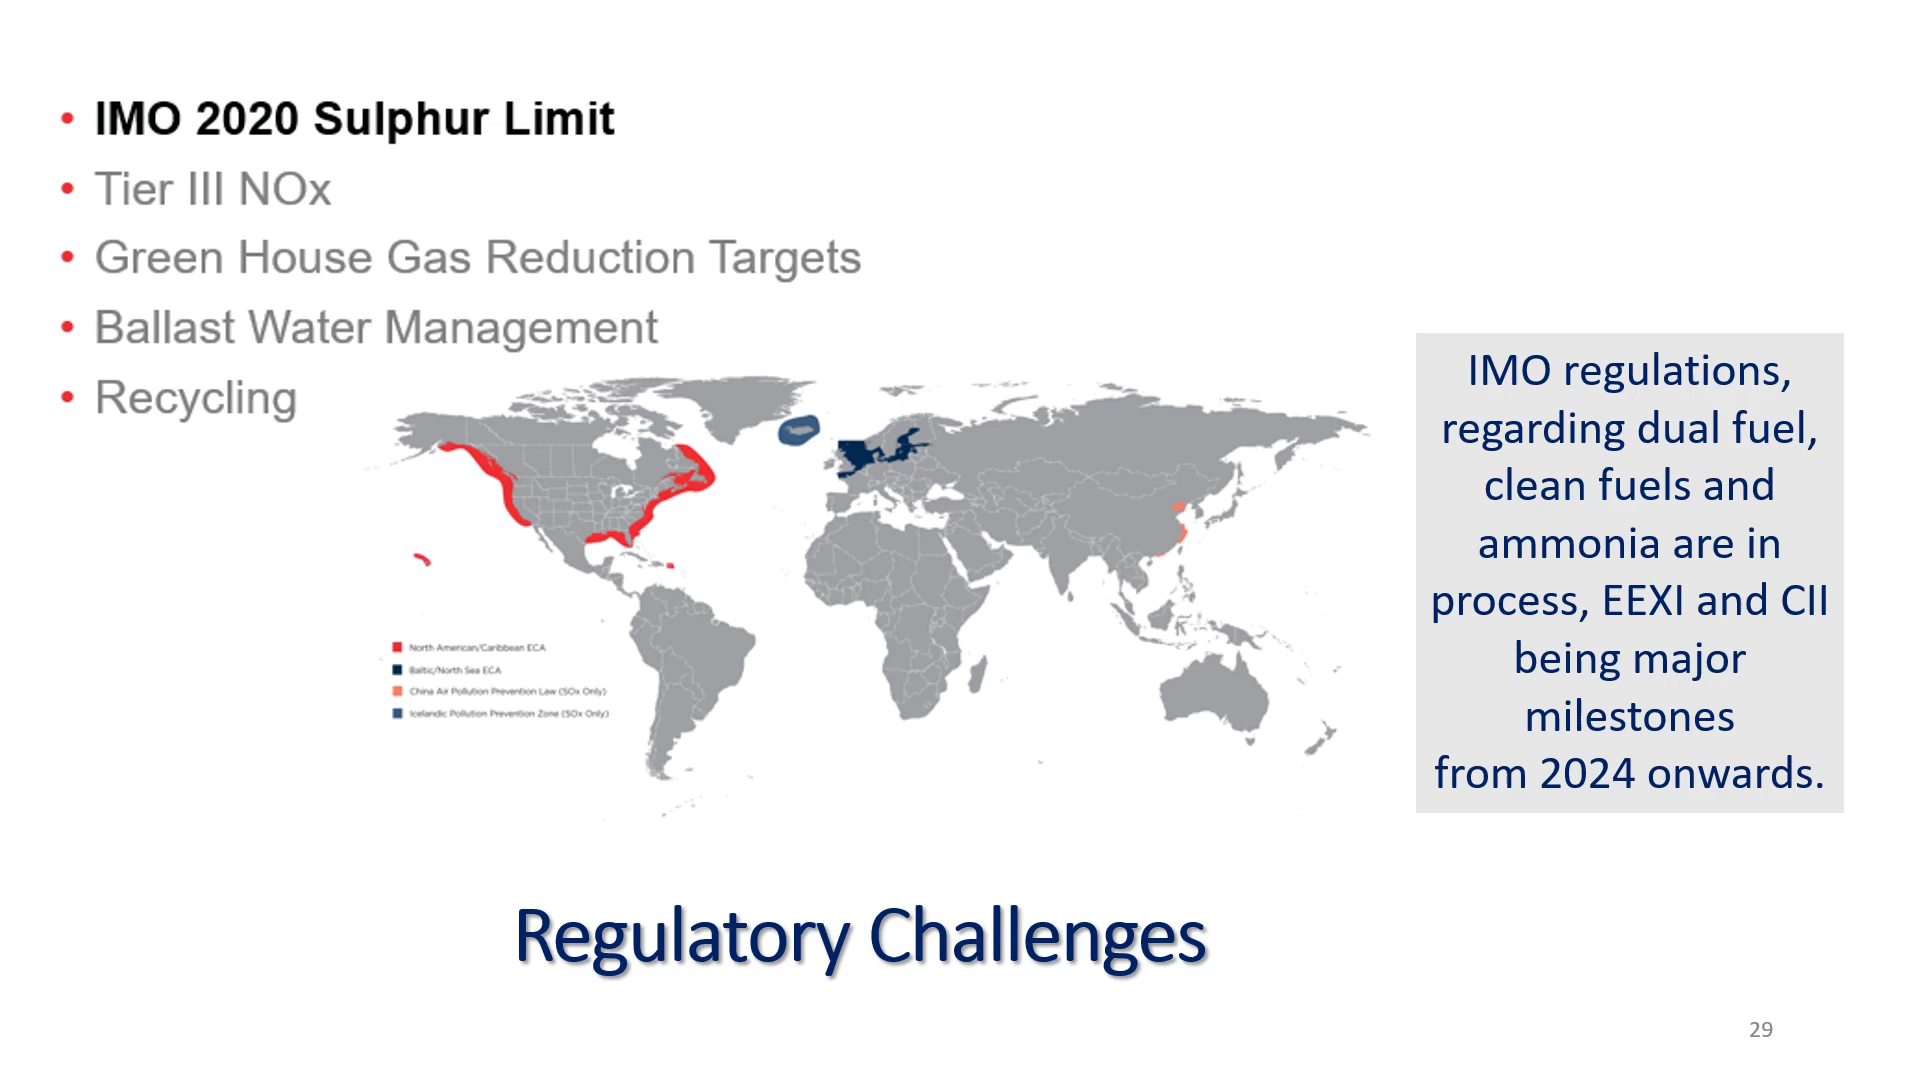 • IMO 2020 Sulphur Limit
• Tier III NOx
• Green House Gas Reduction Targets
• Ballast Water Management
• Recycling
North American/Caribbean ECA
Baltic/North Sea ECA
China Air Pollution Prevention Law (SOx Only)
Icelandic Pollution Prevention Zone (SOx Only)
IMO regulations,
regarding dual fuel,
clean fuels and
ammonia are in
process, EEXI and CII
being major
milestones
from 2024 onwards.
Regulatory Challenges
29